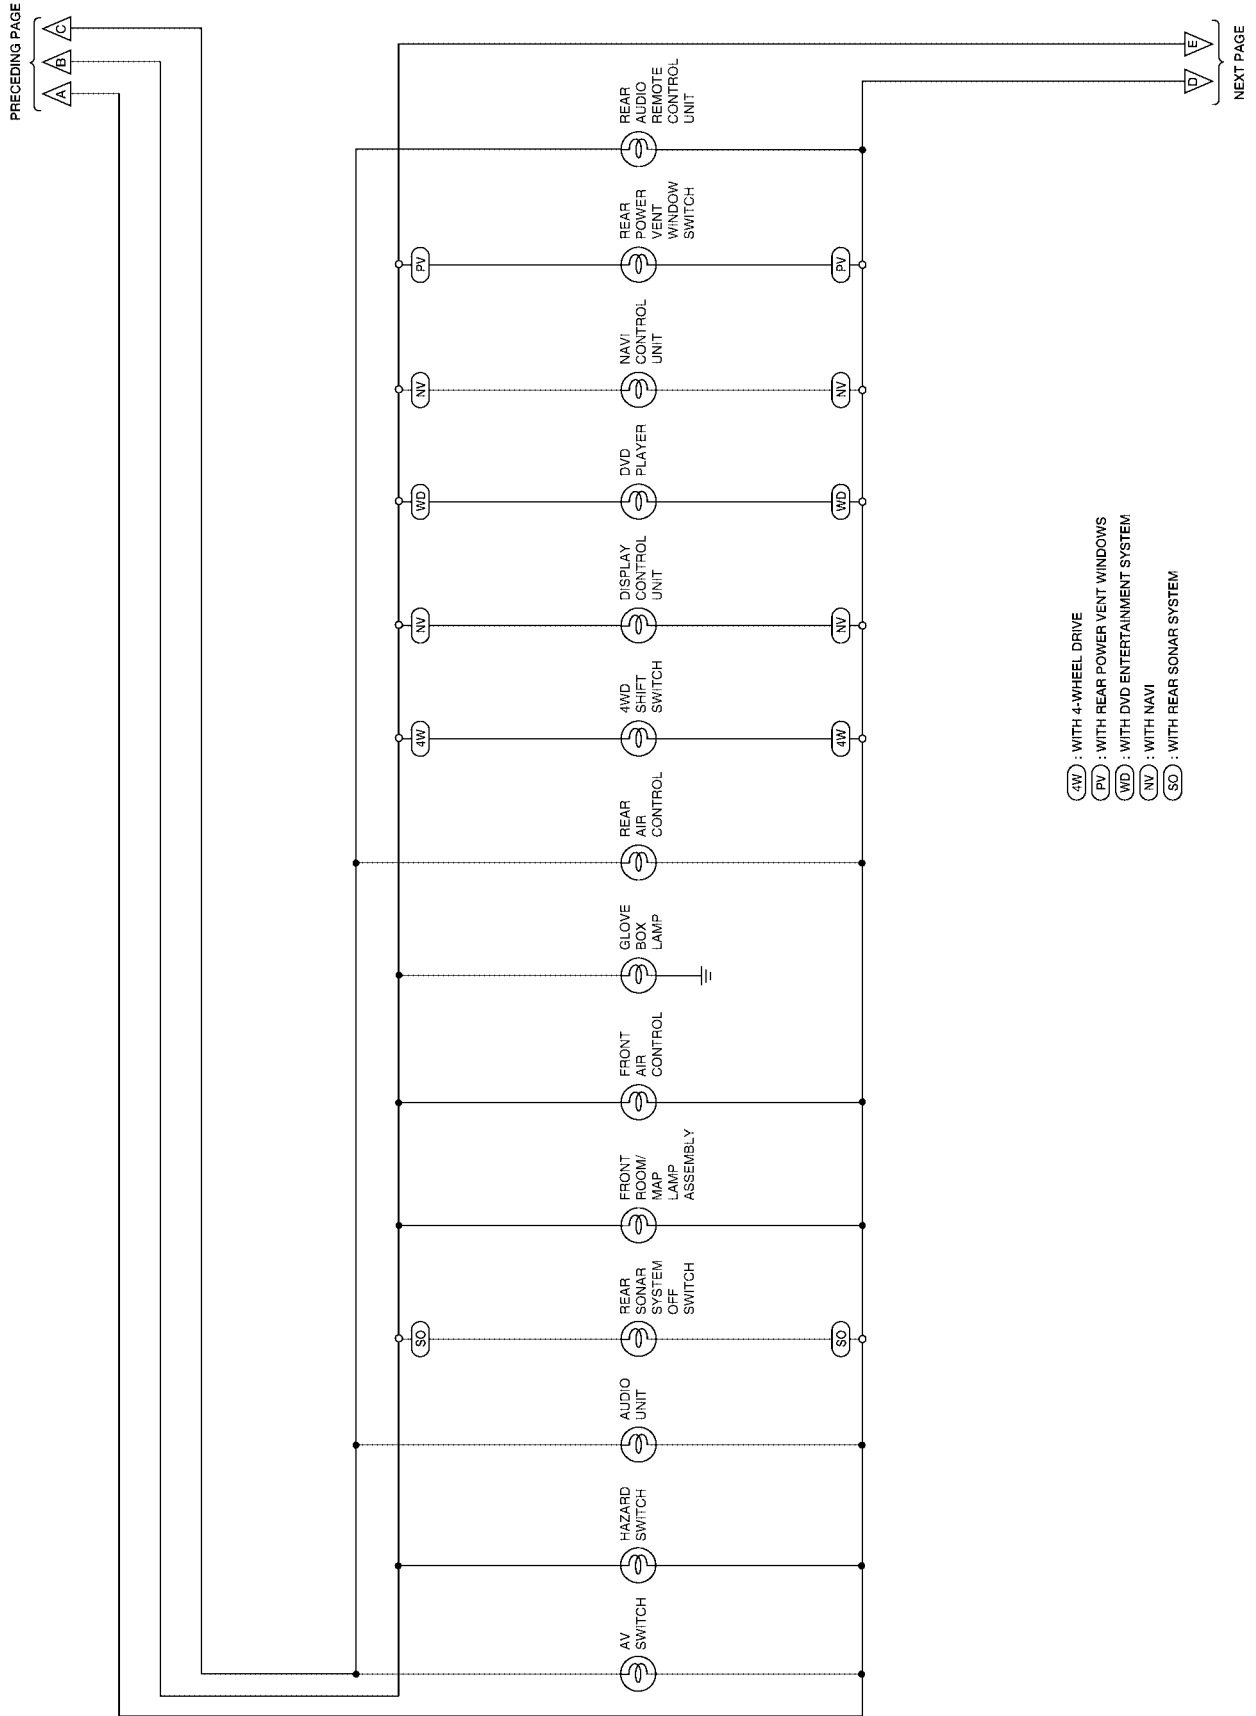 PRECEDING PAGE
A
B
C
AV
SWITCH
HAZARD
SWITCH
AUDIO
UNIT
SO
REAR
SONAR
SYSTEM
OFF
SWITCH
SO
FRONT
ROOM/
MAP
LAMP
ASSEMBLY
FRONT
AIR
CONTROL
GLOVE
BOX
LAMP
REAR
AIR
CONTROL
4W
4WD
SHIFT
SWITCH
4W
NV
DISPLAY
CONTROL
UNIT
NV
WD
DVD
PLAYER
WD
NV
NAVI
CONTROL
UNIT
NV
PV
REAR
POWER
VENT
WINDOW
SWITCH
PV
REAR
AUDIO
REMOTE
CONTROL
UNIT
4W : WITH 4-WHEEL DRIVE
PV : WITH REAR POWER VENT WINDOWS
WD : WITH DVD ENTERTAINMENT SYSTEM
NV : WITH NAVI
SO : WITH REAR SONAR SYSTEM
E
D
NEXT PAGE